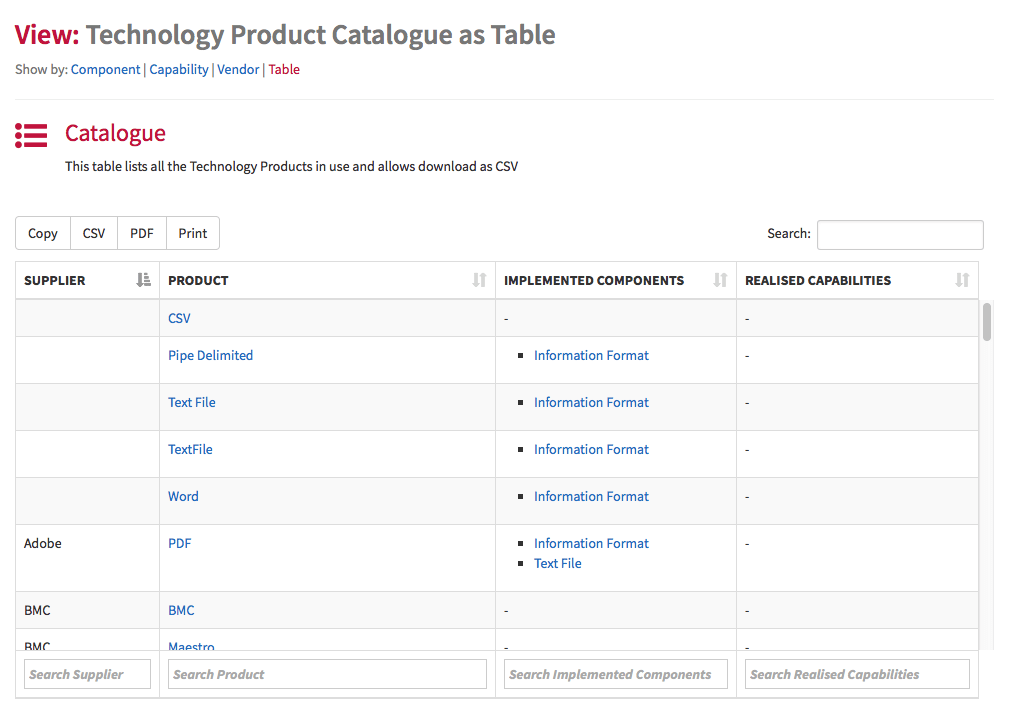 View: Technology Product Catalogue as Table
Show by: Component | Capability | Vendor | Table
Catalogue
This table lists all the Technology Products in use and allows download as CSV
Copy CSV PDF Print Search:
SUPPLIER PRODUCT IMPLEMENTED COMPONENTS REALISED CAPABILITIES
CSV - -
Pipe Delimited ▪ Information Format -
Text File ▪ Information Format -
TextFile ▪ Information Format -
Word ▪ Information Format -
Adobe PDF ▪ Information Format -
▪ Text File
BMC BMC - -
BMC Maestro - -
Search Supplier Search Product Search Implemented Components Search Realised Capabilities